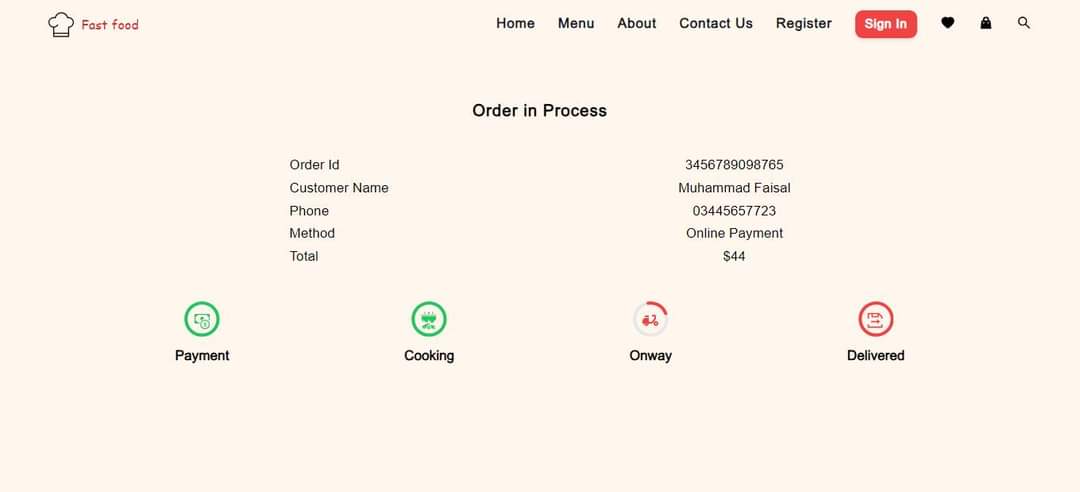 Fast food
Home Menu About Contact Us Register Sign In
Order in Process
Order Id 3456789098765
Customer Name Muhammad Faisal
Phone 03445657723
Method Online Payment
Total $44
Payment Cooking Onway Delivered